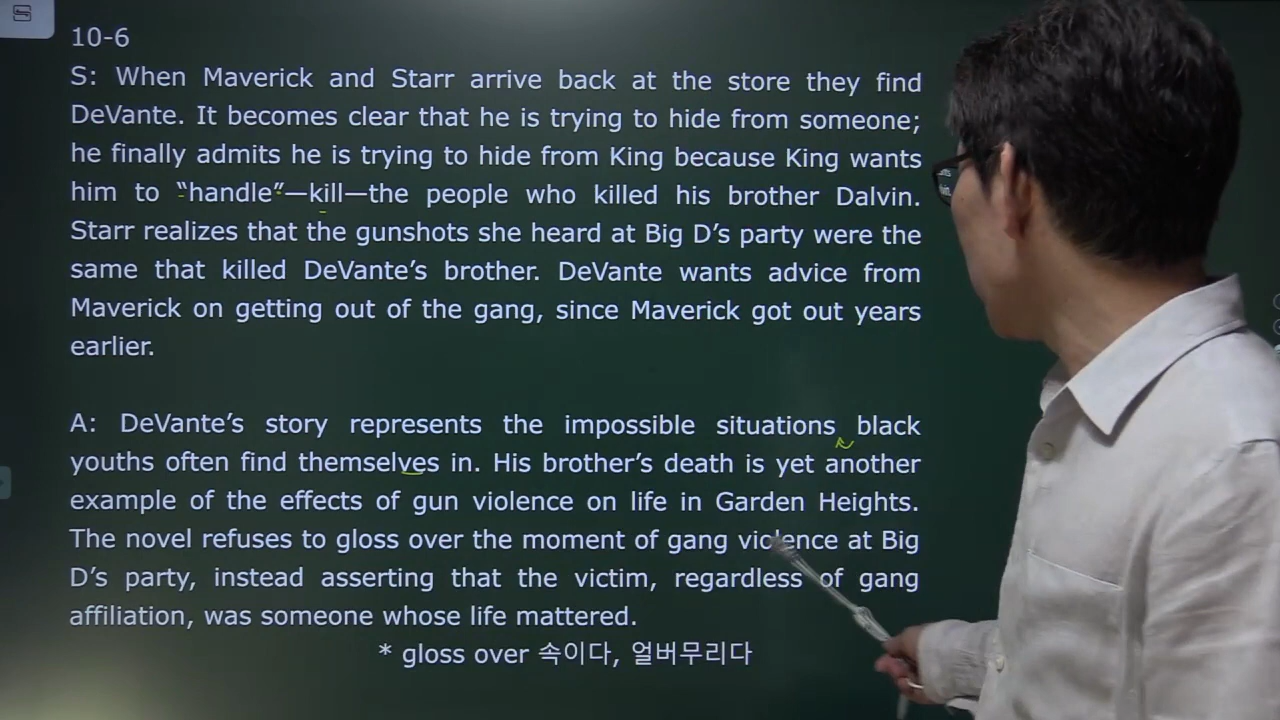 10-6
S: When Maverick and Starr arrive back at the store they find
DeVante. It becomes clear that he is trying to hide from someone;
he finally admits he is trying to hide from King because King wants
him to “handle”—kill—the people who killed his brother Dalvin.
Starr realizes that the gunshots she heard at Big D’s party were the
same that killed DeVante’s brother. DeVante wants advice from
Maverick on getting out of the gang, since Maverick got out years
earlier.
A: DeVante’s story represents the impossible situations black
youths often find themselves in. His brother’s death is yet another
example of the effects of gun violence on life in Garden Heights.
The novel refuses to gloss over the moment of gang violence at Big
D’s party, instead asserting that the victim, regardless of gang
affiliation, was someone whose life mattered.
* gloss over 속이다, 얼버무리다